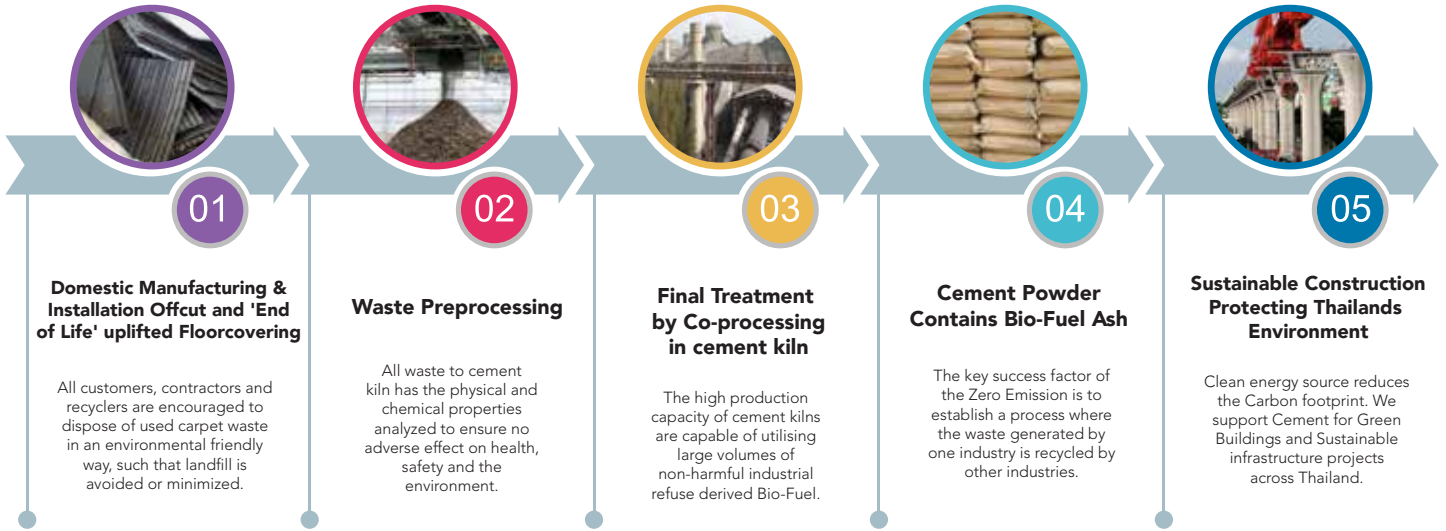 01
Domestic Manufacturing &
Installation Offcut and 'End
of Life' uplifted Floorcovering
All customers, contractors and
recyclers are encouraged to
dispose of used carpet waste
in an environmental friendly
way, such that landfill is
avoided or minimized.
02
Waste Preprocessing
All waste to cement
kiln has the physical and
chemical properties
analyzed to ensure no
adverse effect on health,
safety and the
environment.
03
Final Treatment
by Co-processing
in cement kiln
The high production
capacity of cement kilns
are capable of utilising
large volumes of
non-harmful industrial
refuse derived Bio-Fuel.
04
Cement Powder
Contains Bio-Fuel Ash
The key success factor of
the Zero Emission is to
establish a process where
the waste generated by
one industry is recycled by
other industries.
05
Sustainable Construction
Protecting Thailands
Environment
Clean energy source reduces
the Carbon footprint. We
support Cement for Green
Buildings and Sustainable
infrastructure projects
across Thailand.